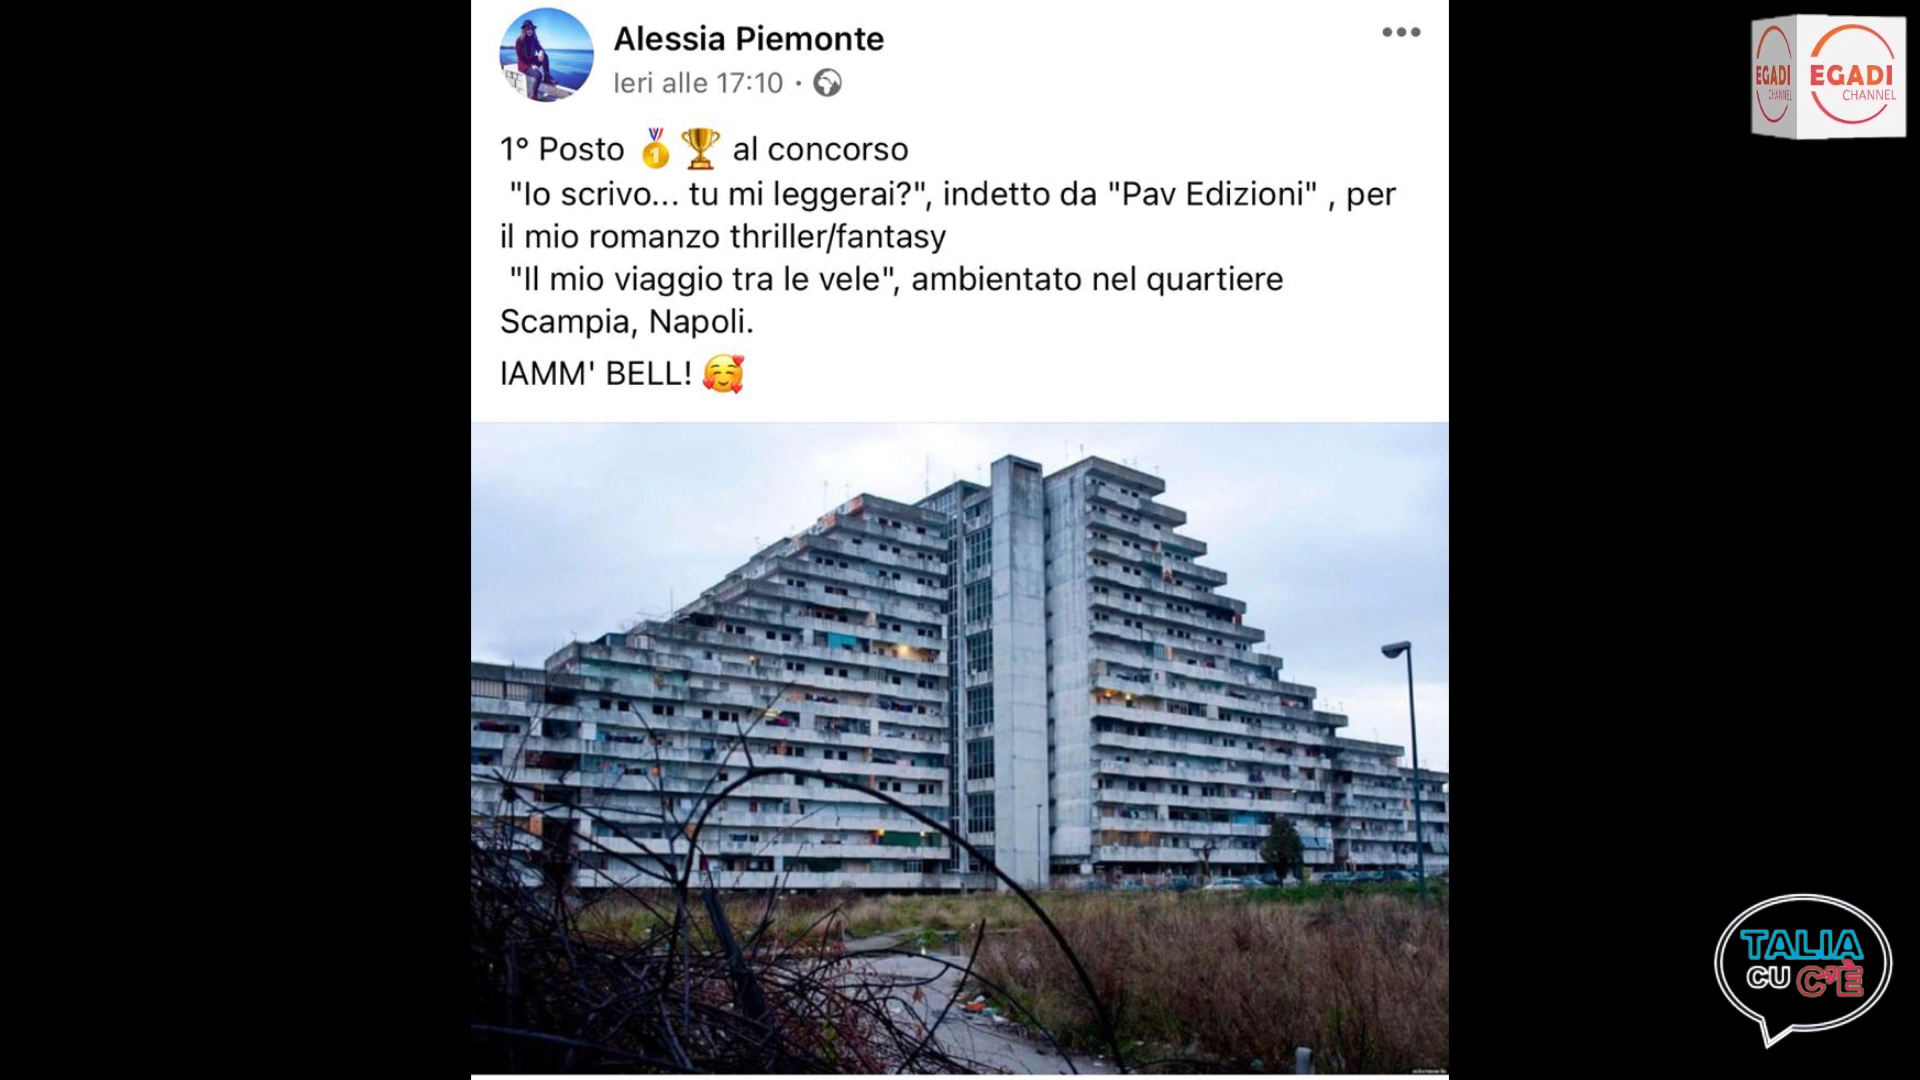 Alessia Piemonte
Ieri alle 17:10 ·
1° Posto 🥇🏆 al concorso
"Io scrivo... tu mi leggerai?", indetto da "Pav Edizioni" , per
il mio romanzo thriller/fantasy
"Il mio viaggio tra le vele", ambientato nel quartiere
Scampia, Napoli.
IAMM' BELL! 🥰
EGADI
CHANNEL
EGADI
CHANNEL
TALIA
CU C'È